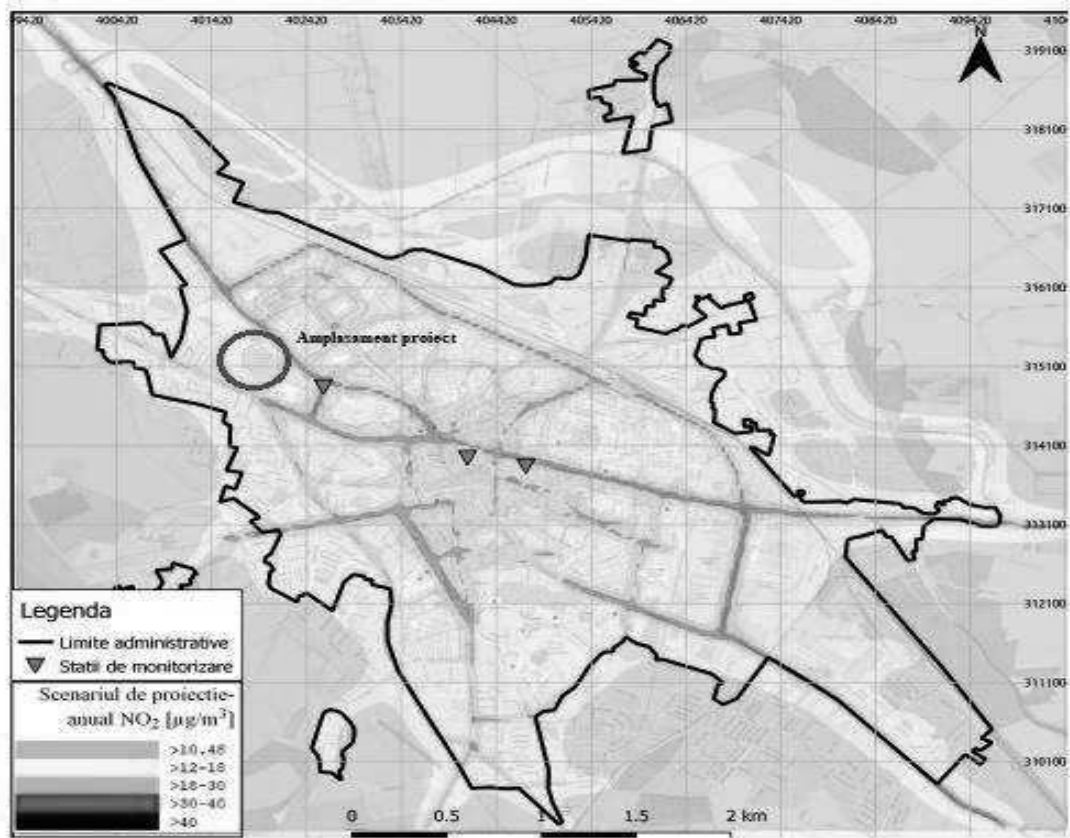 99420 400420 401420 402420 403420 404420 405420 406420 407420 408420 409420 4104
N
319100
318100
317100
316100
315100
314100
313100
312100
311100
310100
Amplasament proiect
Legenda
Limite administrative
Statii de monitorizare
Scenariul de proiectie-
anual NO₂ [µg/m³]
>10,48
>12-18
>18-30
>30-40
>40
0 0.5 1 1.5 2 km